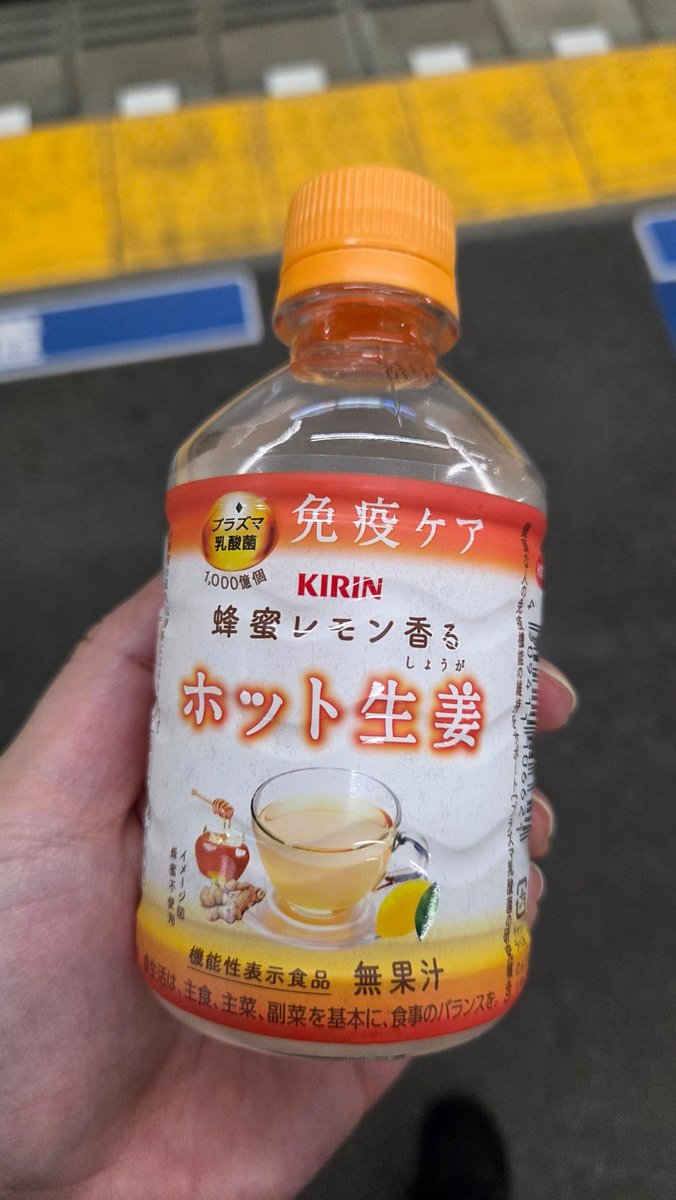 プラズマ
乳酸菌
1,000億個
免疫ケア
KIRIN
蜂蜜レモン香る
しょうが
ホット生姜
イメージ図
蜂蜜不使用
機能性表示食品 無果汁
食生活は、主食、主菜、副菜を基本に、食事のバランスを。